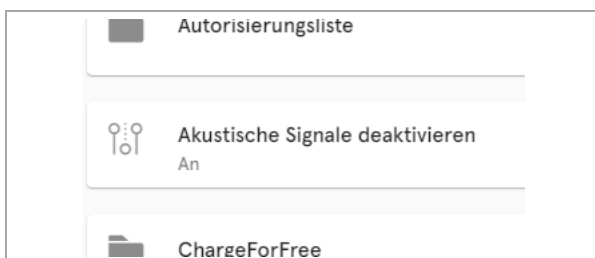 Autorisierungsliste
Akustische Signale deaktivieren
An
ChargeForFree